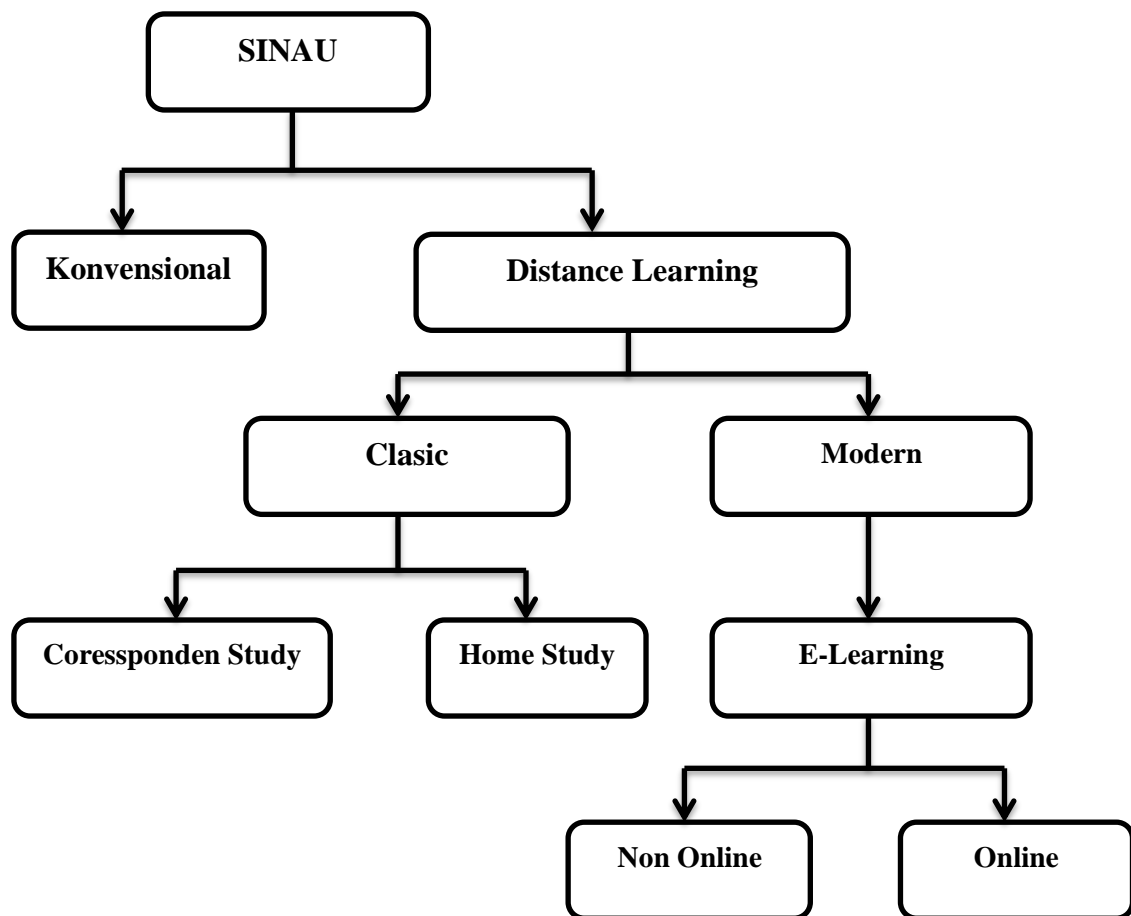 SINAU
Konvensional
Distance Learning
Clasic
Modern
Coressponden Study
Home Study
E-Learning
Non Online
Online